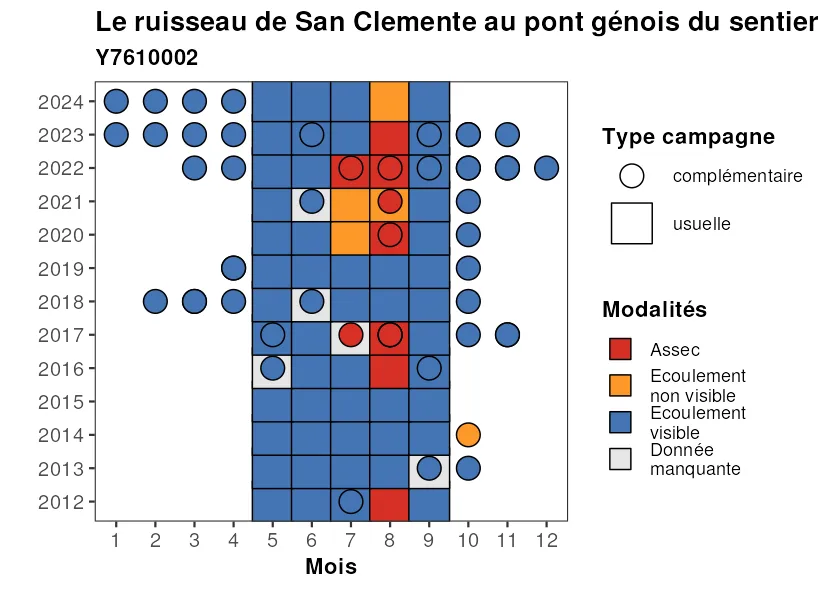 Le ruisseau de San Clemente au pont génois du sentier
Y7610002
2024
2023
2022
2021
2020
2019
2018
2017
2016
2015
2014
2013
2012
1 2 3 4 5 6 7 8 9 10 11 12
Mois
Type campagne
complémentaire
usuelle
Modalités
Assec
Ecoulement
non visible
Ecoulement
visible
Donnée
manquante